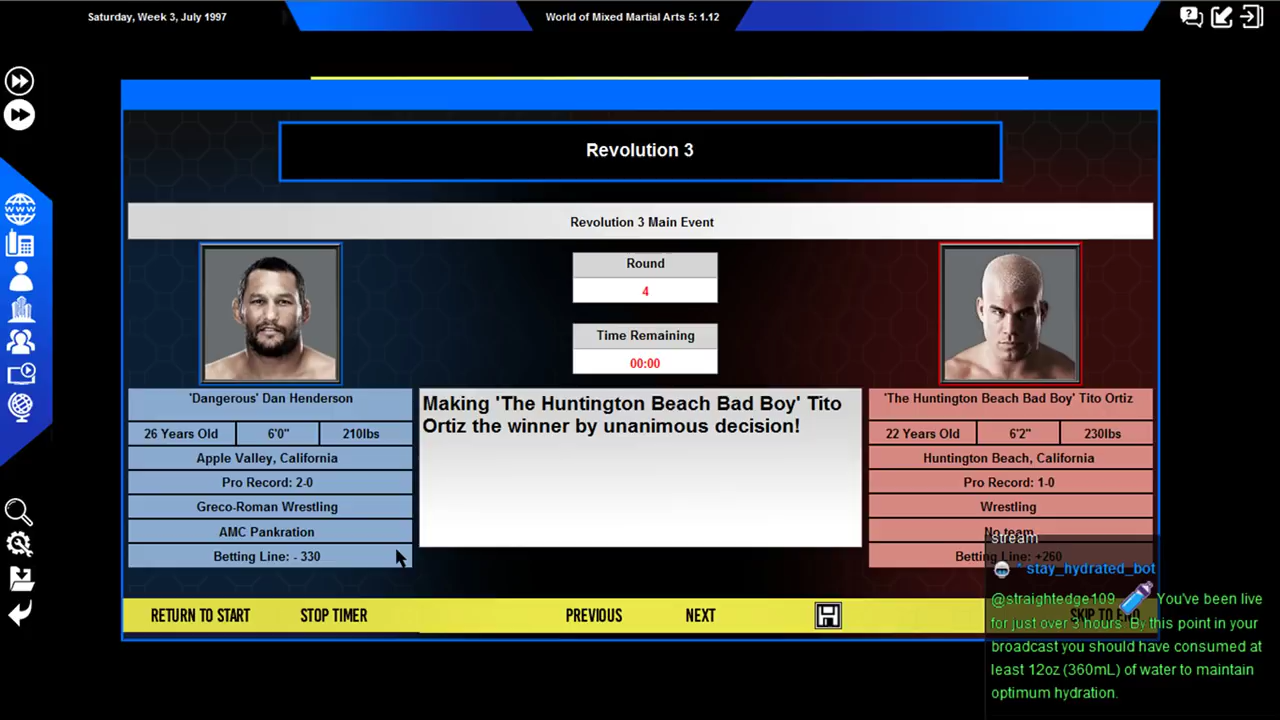 Saturday, Week 3, July 1997
World of Mixed Martial Arts 5: 1.12
Revolution 3
Revolution 3 Main Event
Round
4
Time Remaining
00:00
'Dangerous' Dan Henderson
26 Years Old 6'0" 210lbs
Apple Valley, California
Pro Record: 2-0
Greco-Roman Wrestling
AMC Pankration
Betting Line: - 330
Making 'The Huntington Beach Bad Boy' Tito
Ortiz the winner by unanimous decision!
'The Huntington Beach Bad Boy' Tito Ortiz
22 Years Old 6'2" 230lbs
Huntington Beach, California
Pro Record: 1-0
Wrestling
No team
Betting Line: +260
stream
stay_hydrated_bot
@straightedge109 You've been live
for just over 3 hours. By this point in your
broadcast you should have consumed at
least 12oz (360mL) of water to maintain
optimum hydration.
RETURN TO START STOP TIMER PREVIOUS NEXT SKIP TO END
WWW